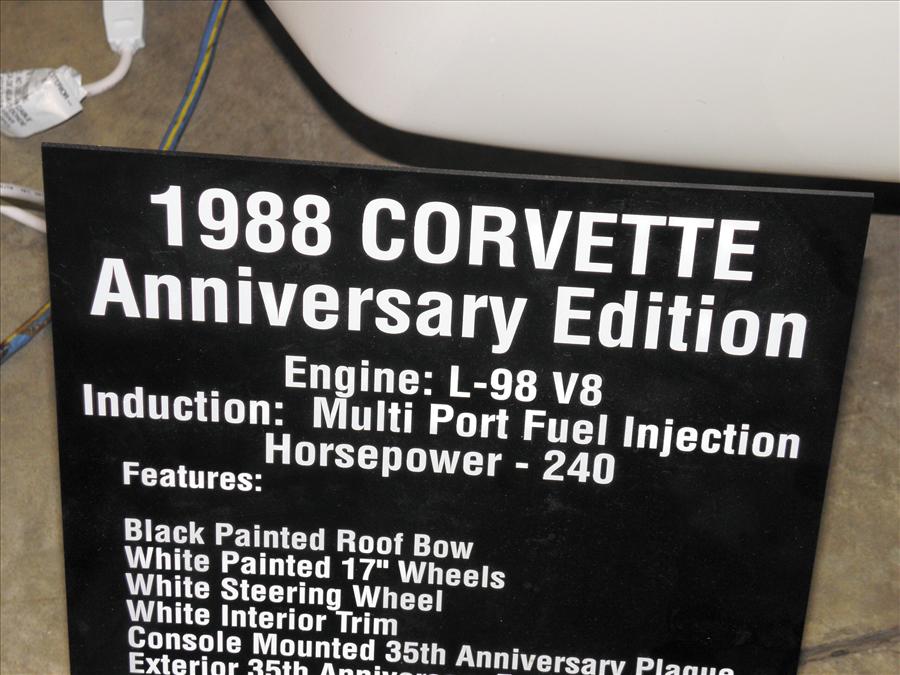 1988 CORVETTE
Anniversary Edition
Engine: L-98 V8
Induction: Multi Port Fuel Injection
Horsepower - 240
Features:
Black Painted Roof Bow
White Painted 17" Wheels
White Steering Wheel
White Interior Trim
Console Mounted 35th Anniversary Plaque
Exterior 35th